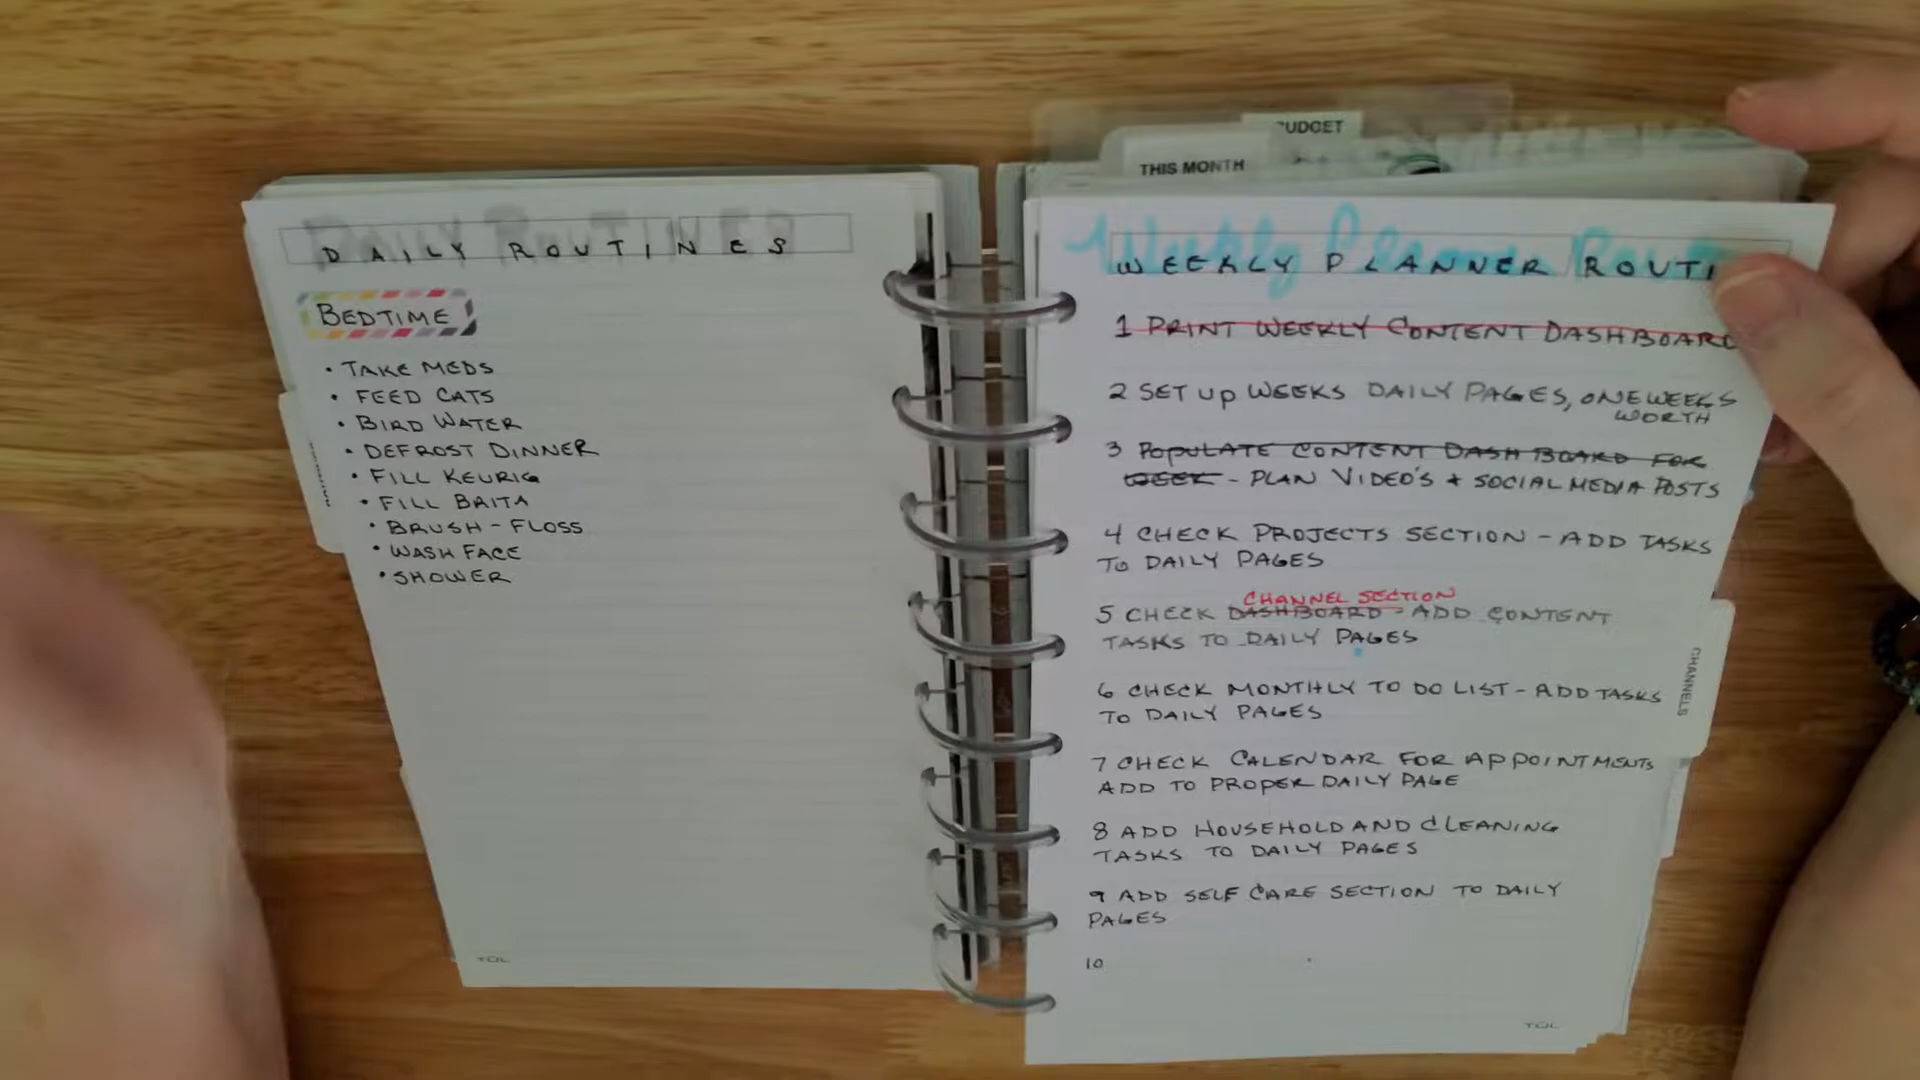 BUDGET
THIS MONTH
DAILY ROUTINES
BEDTIME
• TAKE MEDS
• FEED CATS
• BIRD WATER
• DEFROST DINNER
• FILL KEURIG
• FILL BRITA
• BRUSH - FLOSS
• WASH FACE
• SHOWER
TUL
WEEKLY PLANNER ROUTI
1 PRINT WEEKLY CONTENT DASHBOARD
2 SET UP WEEKS DAILY PAGES, ONE WEEKS
WORTH
3 POPULATE CONTENT DASH BOARD FOR
WEEK - PLAN VIDEO'S + SOCIAL MEDIA POSTS
4 CHECK PROJECTS SECTION - ADD TASKS
TO DAILY PAGES
CHANNEL SECTION
5 CHECK DASHBOARD - ADD CONTENT
TASKS TO DAILY PAGES
6 CHECK MONTHLY TO DO LIST - ADD TASKS
TO DAILY PAGES
7 CHECK CALENDAR FOR APPOINTMENTS
ADD TO PROPER DAILY PAGE
8 ADD HOUSEHOLD AND CLEANING
TASKS TO DAILY PAGES
9 ADD SELF CARE SECTION TO DAILY
PAGES
10
TUL
CHANNELS